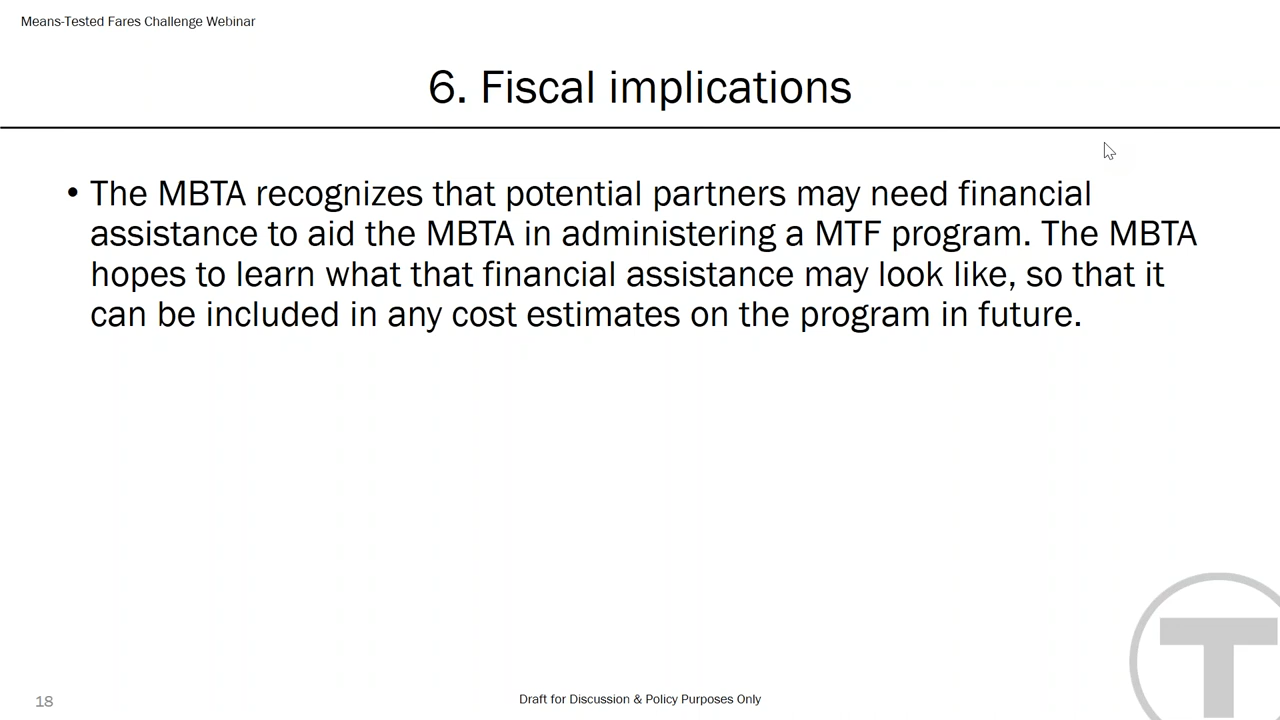 Means-Tested Fares Challenge Webinar
6. Fiscal implications
• The MBTA recognizes that potential partners may need financial
assistance to aid the MBTA in administering a MTF program. The MBTA
hopes to learn what that financial assistance may look like, so that it
can be included in any cost estimates on the program in future.
18
Draft for Discussion & Policy Purposes Only
T